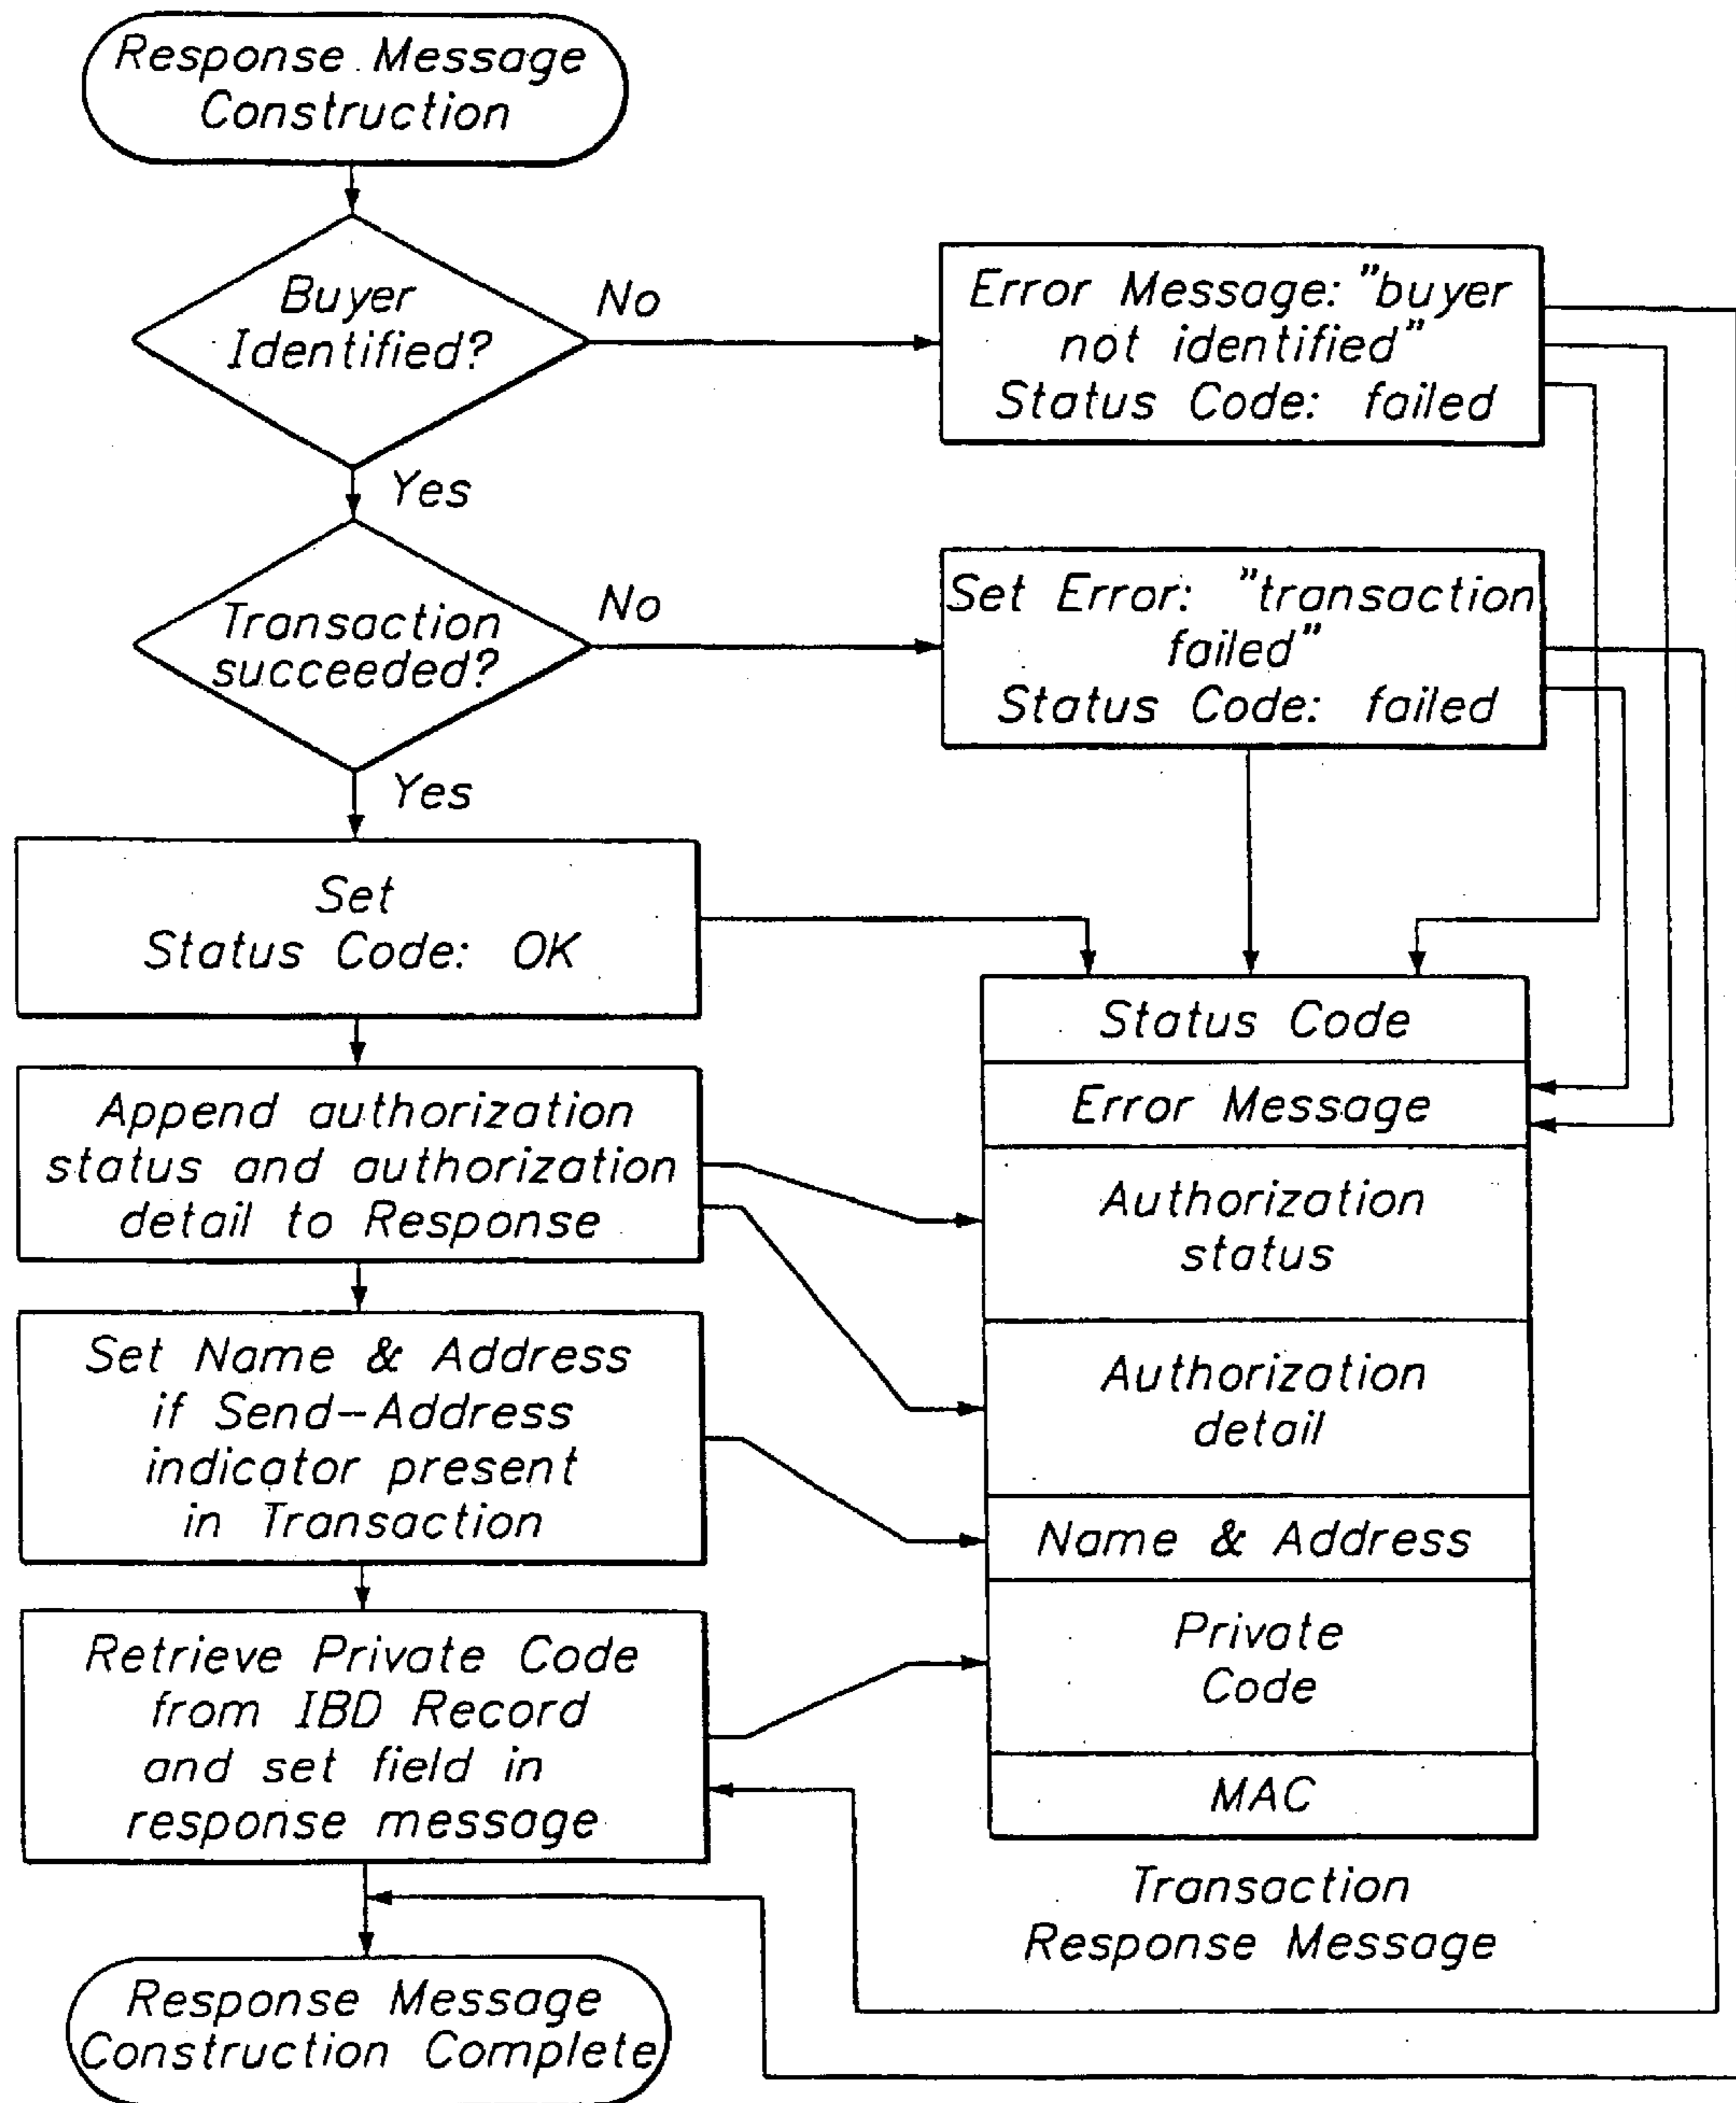 Response Message
Construction
Buyer
Identified?
No
Error Message: "buyer
not identified"
Status Code: failed
Yes
Transaction
succeeded?
No
Set Error: "transaction
failed"
Status Code: failed
Yes
Set
Status Code: OK
Append authorization
status and authorization
detail to Response
Set Name & Address
if Send-Address
indicator present
in Transaction
Retrieve Private Code
from IBD Record
and set field in
response message
Response Message
Construction Complete
Status Code
Error Message
Authorization
status
Authorization
detail
Name & Address
Private
Code
MAC
Transaction
Response Message